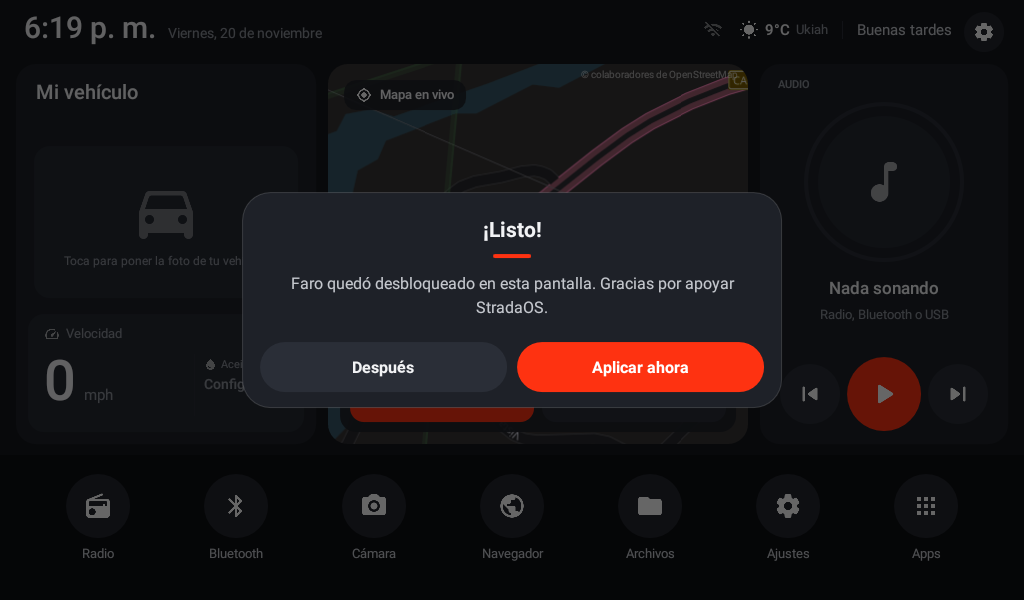 6:19 p. m.
Viernes, 20 de noviembre
9°C Ukiah
Buenas tardes
Mi vehículo
© colaboradores de OpenStreetMap
CA
Mapa en vivo
AUDIO
¡Listo!
Toca para poner la foto de tu
Faro quedó desbloqueado en esta pantalla. Gracias por apoyar
StradaOS.
Nada sonando
Radio, Bluetooth o USB
Velocidad
0 mph
Después
Aplicar ahora
Radio
Bluetooth
Cámara
Navegador
Archivos
Ajustes
Apps